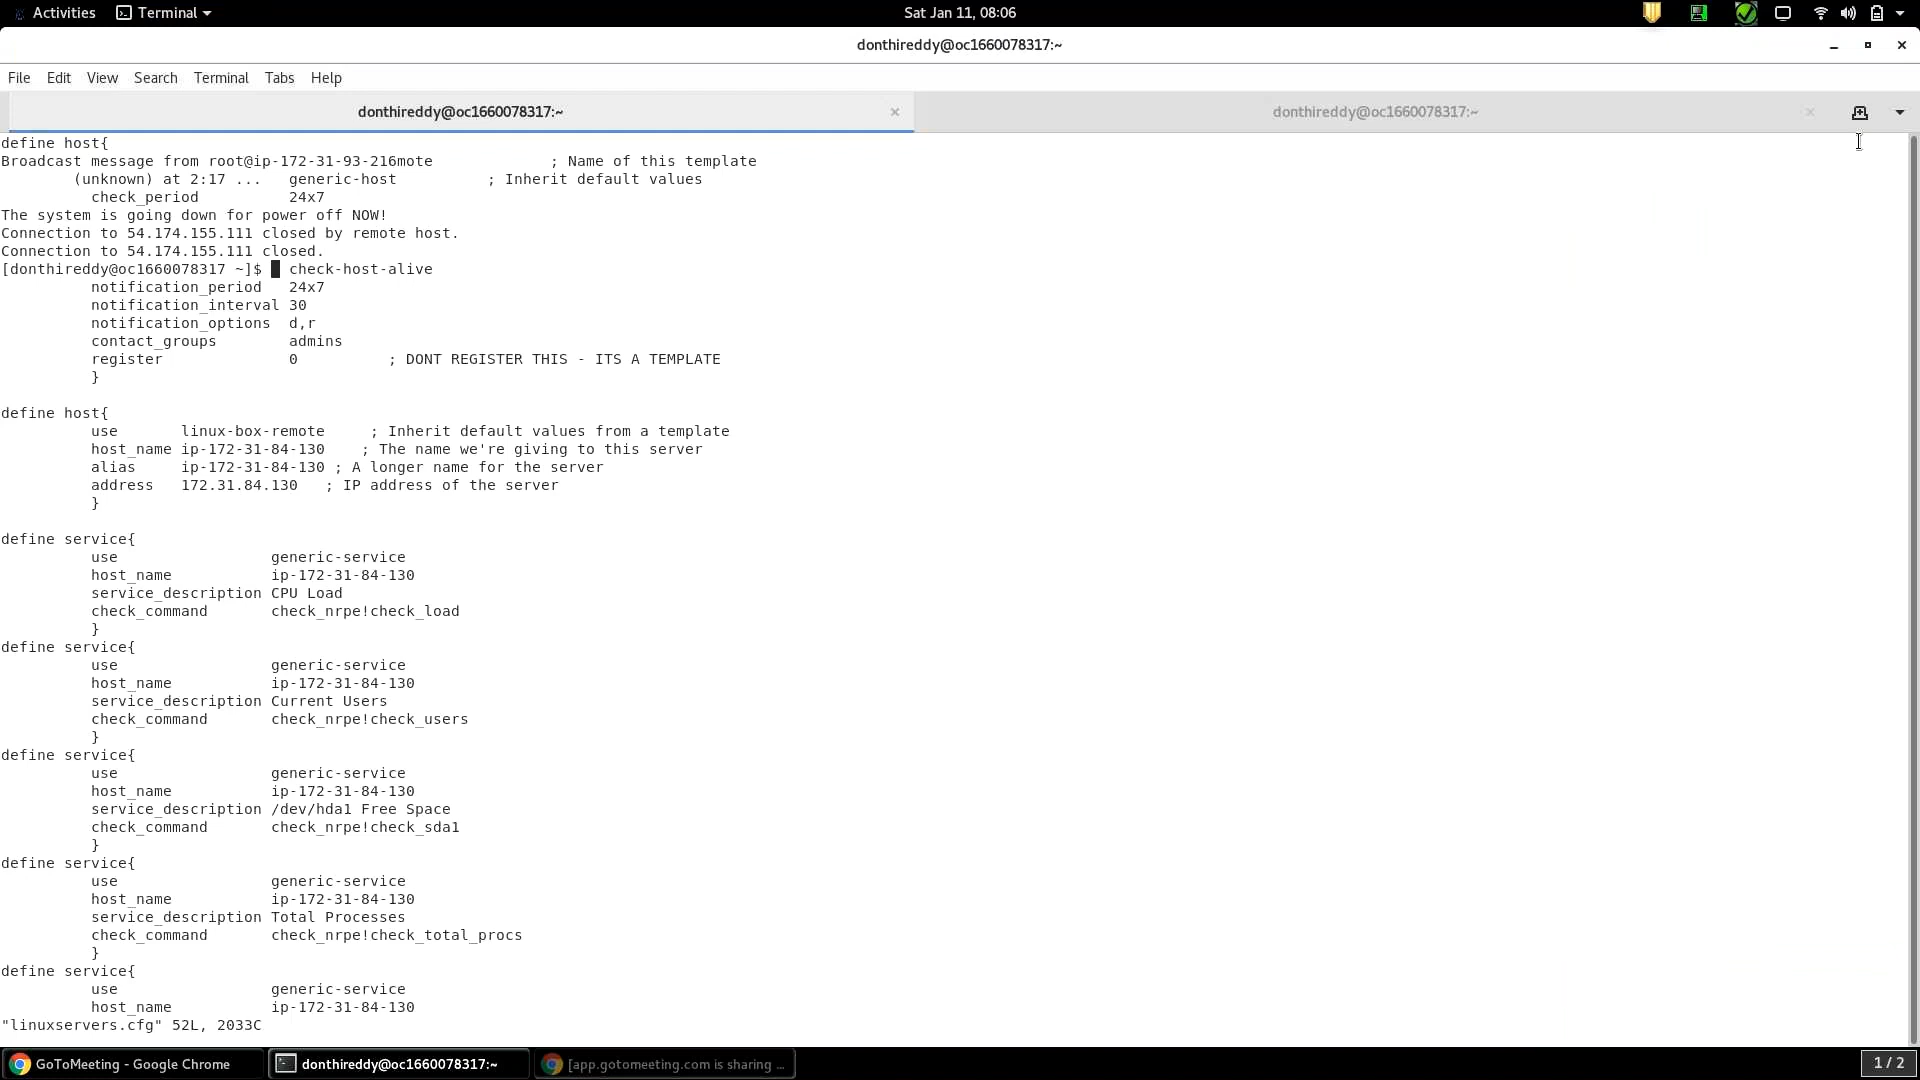 Activities Terminal Sat Jan 11, 08:06
donthireddy@oc1660078317:~
File Edit View Search Terminal Tabs Help
donthireddy@oc1660078317:~ × donthireddy@oc1660078317:~ ×
define host{
Broadcast message from root@ip-172-31-93-216mote ; Name of this template
(unknown) at 2:17 ... generic-host ; Inherit default values
check_period 24x7
The system is going down for power off NOW!
Connection to 54.174.155.111 closed by remote host.
Connection to 54.174.155.111 closed.
[donthireddy@oc1660078317 ~]$ check-host-alive
notification_period 24x7
notification_interval 30
notification_options d,r
contact_groups admins
register 0 ; DONT REGISTER THIS - ITS A TEMPLATE
}
define host{
use linux-box-remote ; Inherit default values from a template
host_name ip-172-31-84-130 ; The name we're giving to this server
alias ip-172-31-84-130 ; A longer name for the server
address 172.31.84.130 ; IP address of the server
}
define service{
use generic-service
host_name ip-172-31-84-130
service_description CPU Load
check_command check_nrpe!check_load
}
define service{
use generic-service
host_name ip-172-31-84-130
service_description Current Users
check_command check_nrpe!check_users
}
define service{
use generic-service
host_name ip-172-31-84-130
service_description /dev/hda1 Free Space
check_command check_nrpe!check_sda1
}
define service{
use generic-service
host_name ip-172-31-84-130
service_description Total Processes
check_command check_nrpe!check_total_procs
}
define service{
use generic-service
host_name ip-172-31-84-130
"linuxservers.cfg" 52L, 2033C
GoToMeeting - Google Chrome donthireddy@oc1660078317:~ [app.gotomeeting.com is sharing ... 1 / 2